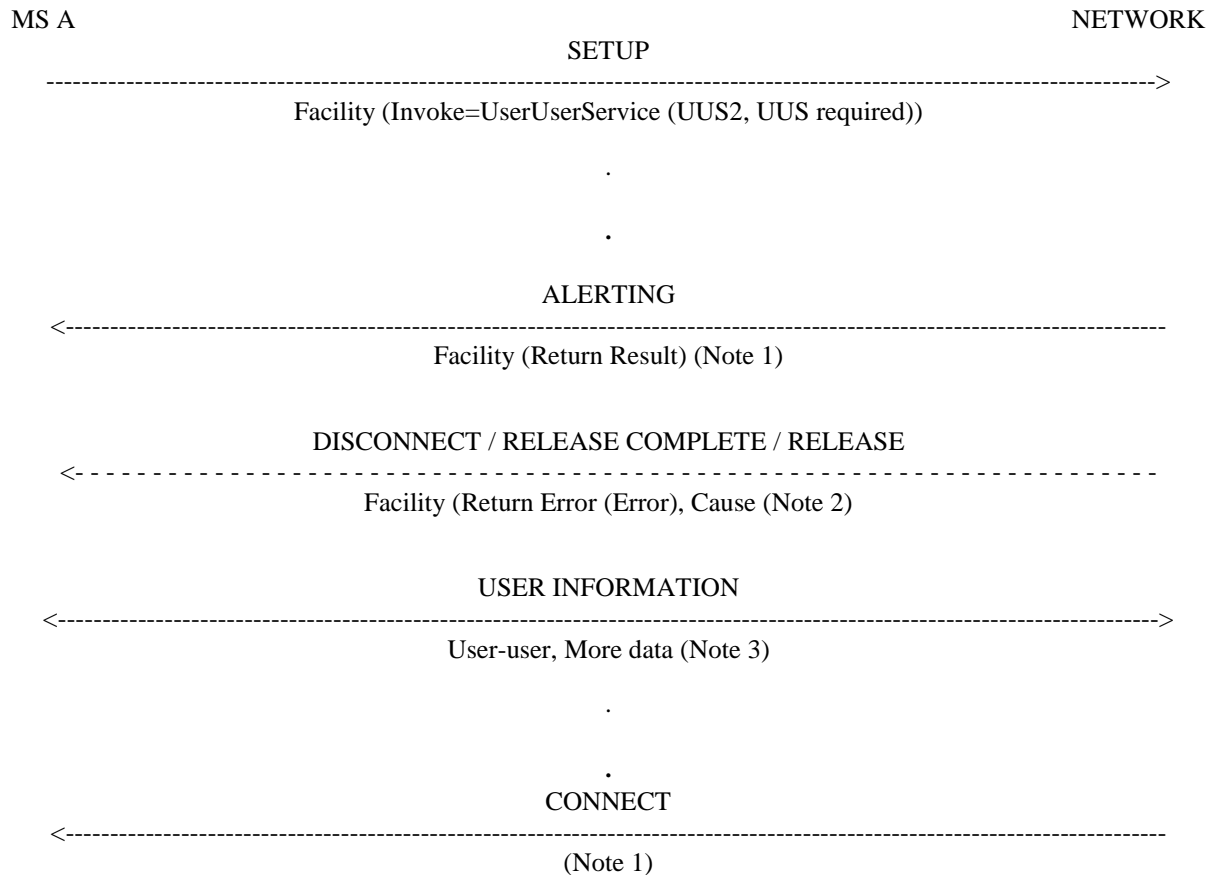 MS A NETWORK
SETUP
------------------------------------------------------------------------------------------------------------------------------>
Facility (Invoke=UserUserService (UUS2, UUS required))
.
.
ALERTING
<-----------------------------------------------------------------------------------------------------------------------------
Facility (Return Result) (Note 1)
DISCONNECT / RELEASE COMPLETE / RELEASE
<- - - - - - - - - - - - - - - - - - - - - - - - - - - - - - - - - - - - - - - - - - - - - - - - - - - - - - - - - - -
Facility (Return Error (Error), Cause (Note 2)
USER INFORMATION
<---------------------------------------------------------------------------------------------------------------------------->
User-user, More data (Note 3)
.
.
CONNECT
<-----------------------------------------------------------------------------------------------------------------------------
(Note 1)